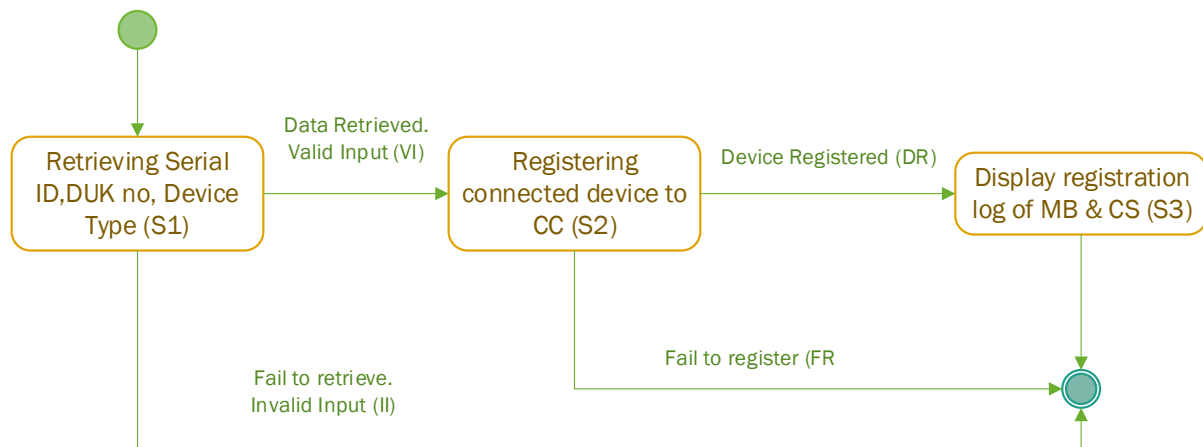 Data Retrieved.
Valid Input (VI)
Retrieving Serial
ID,DUK no, Device
Type (S1)
Registering
connected device to
CC (S2)
Device Registered (DR)
Display registration
log of MB & CS (S3)
Fail to register (FR
Fail to retrieve.
Invalid Input (II)